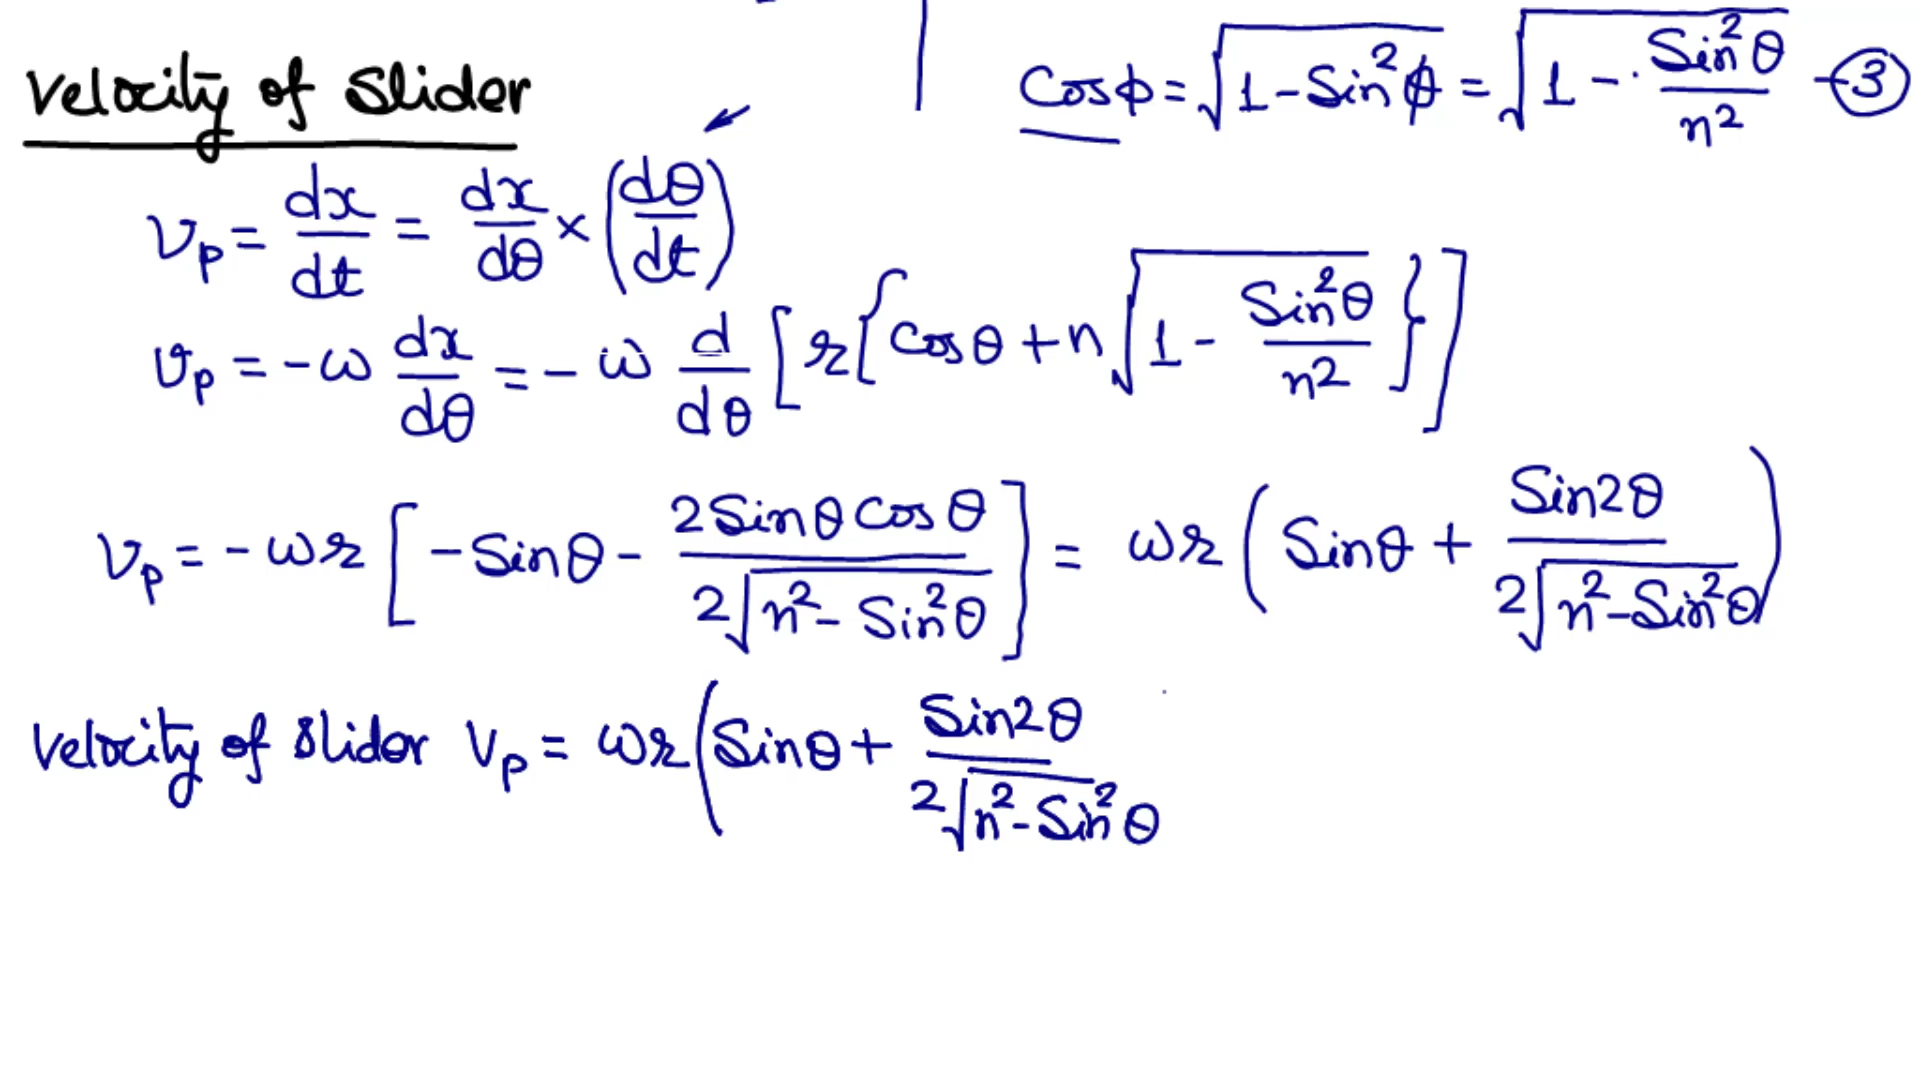 Velocity of Slider
Cosϕ = √(1 - Sin²ϕ) = √(1 - Sin²θ/n²) - ③
Vp = dx/dt = dx/dθ × (dθ/dt)
Vp = -ω dx/dθ = -ω d/dθ [r{Cosθ + n√(1 - Sin²θ/n²)}]
Vp = -ωr [-Sinθ - 2SinθCosθ/2√(n² - Sin²θ)] = ωr (Sinθ + Sin2θ/2√(n² - Sin²θ))
Velocity of Slider Vp = ωr (Sinθ + Sin2θ/2√(n² - Sin²θ)